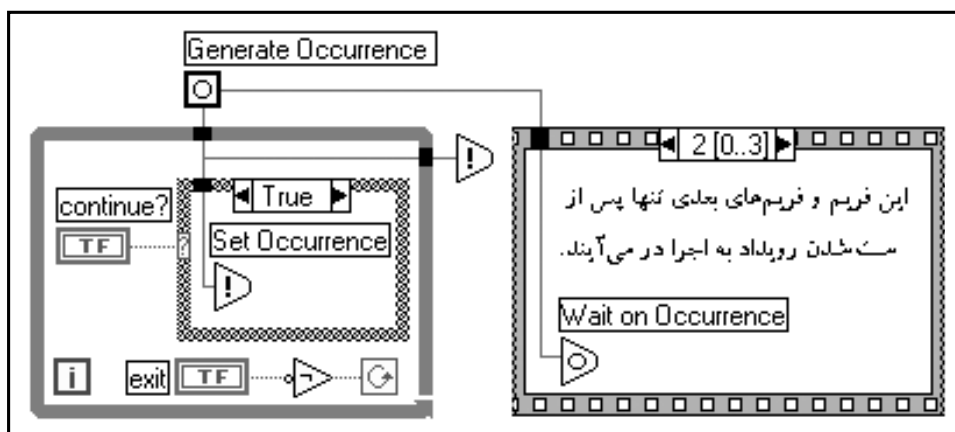 Generate Occurrence
continue?
TF
?
True
Set Occurrence
!
!
i
exit
TF
2 [0..3]
این فریم و فریم‌های بعدی تنها پس از
ست‌شدن رویداد به اجرا در می‌آیند.
Wait on Occurrence